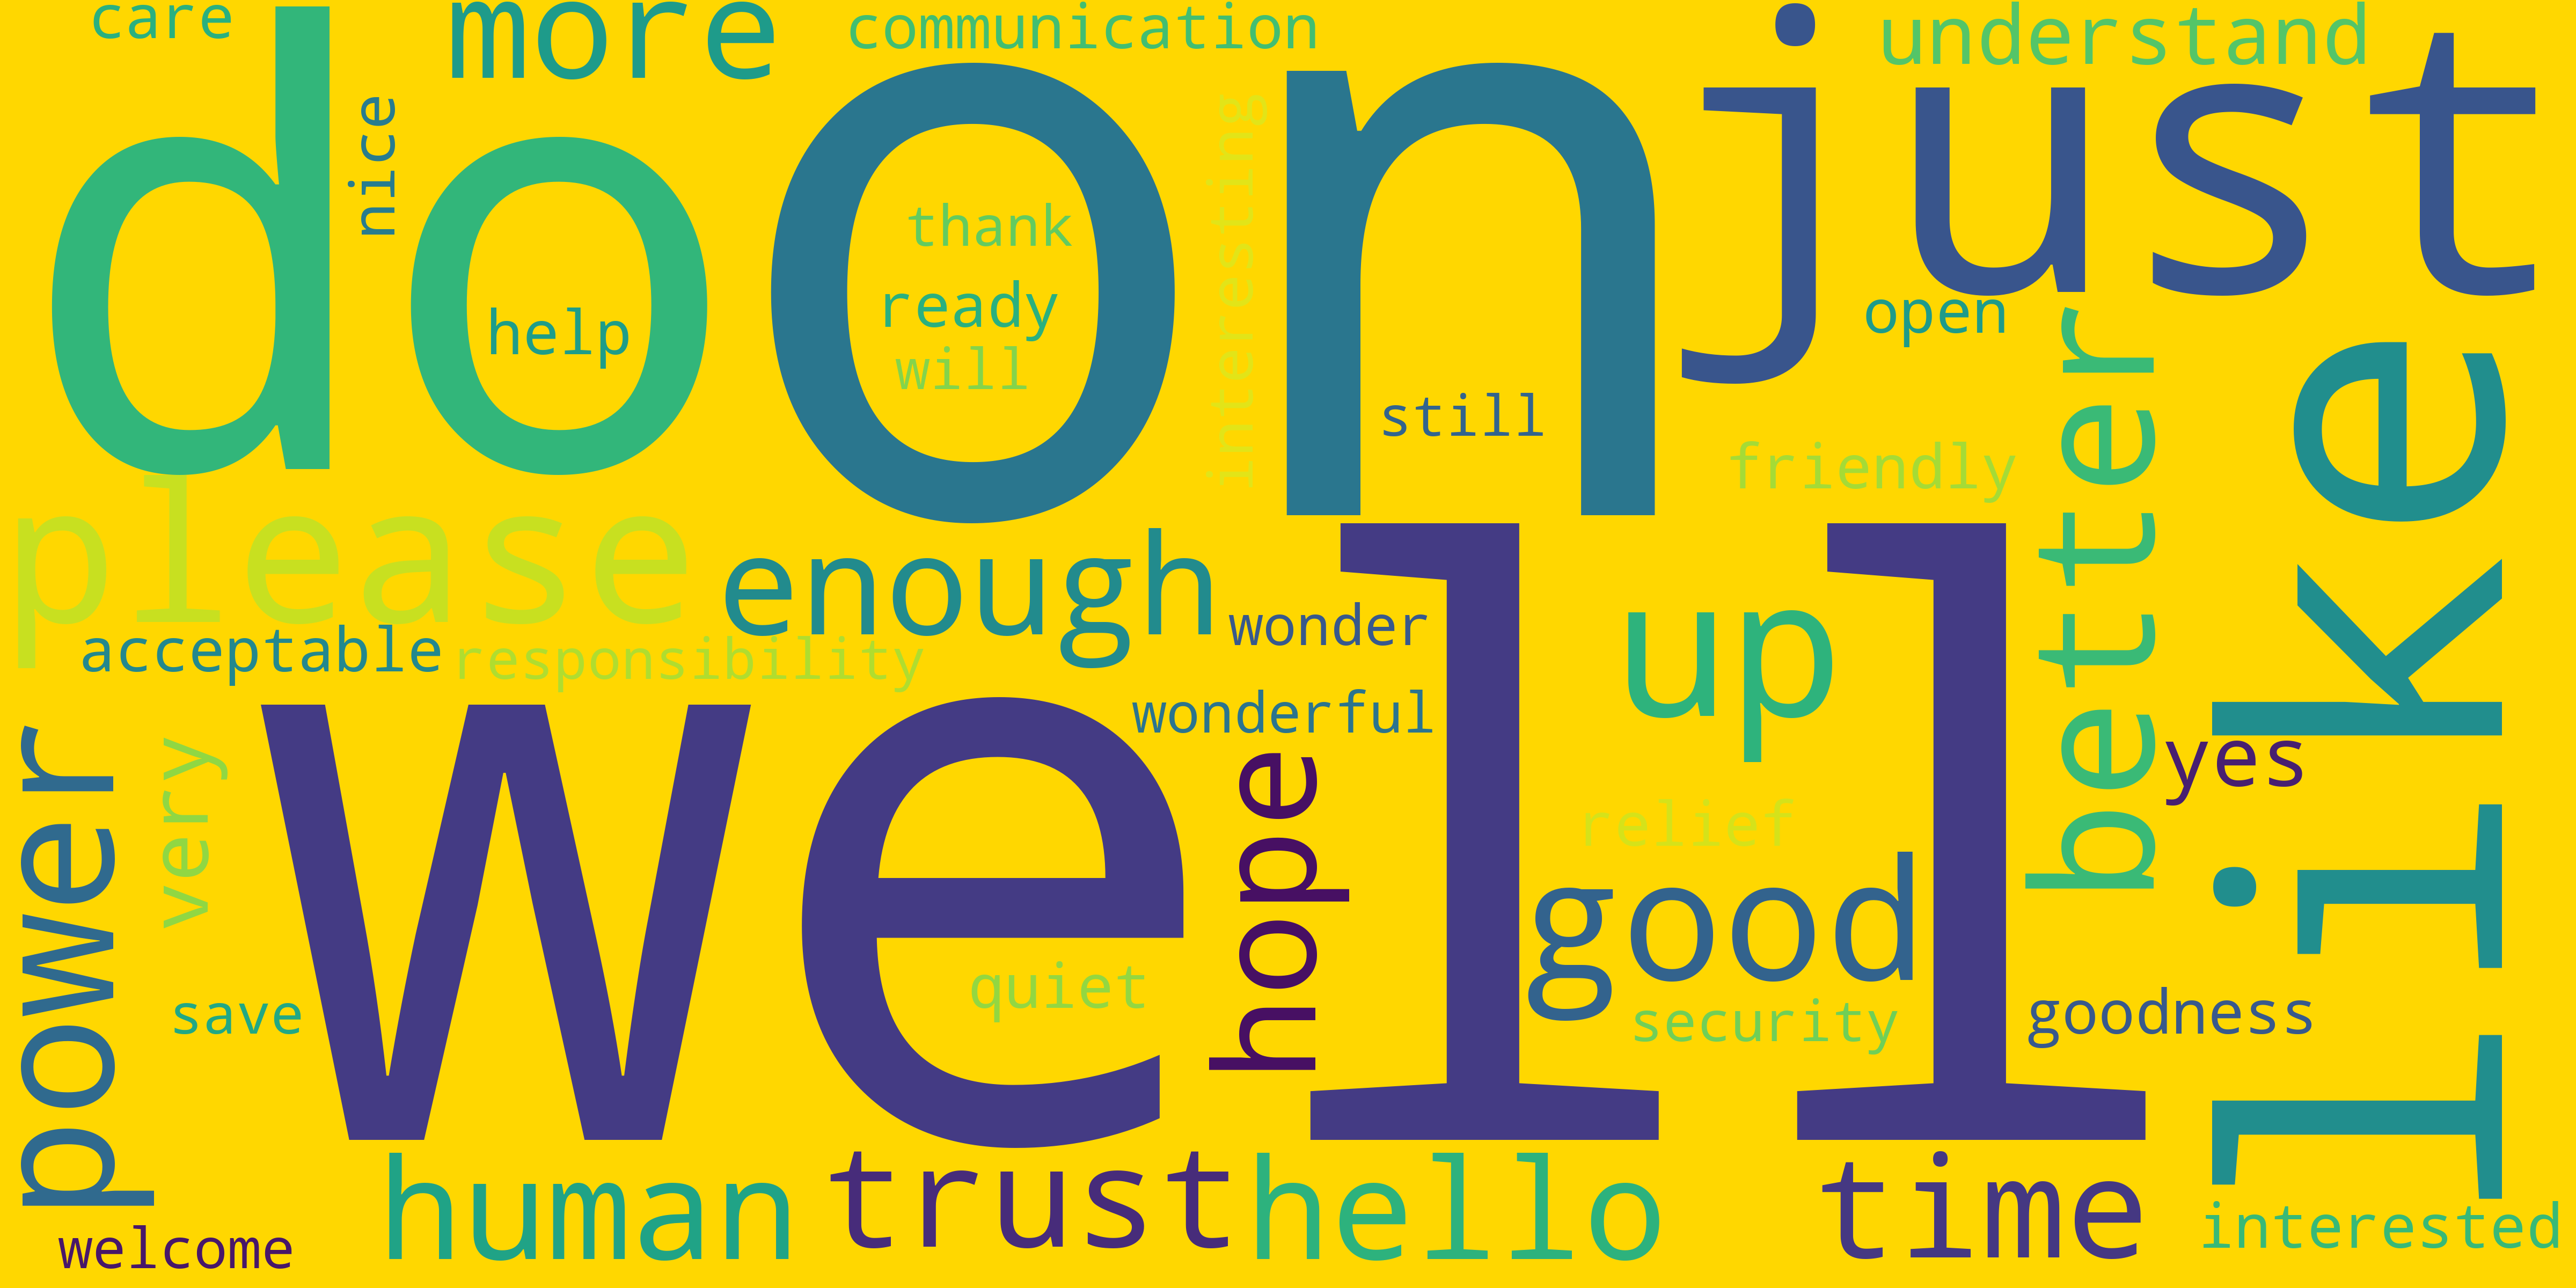 care
more
communication
understand
do
nice
on
just
thank
interesting
help
ready
will
open
still
friendly
better
like
please
enough
wonder
up
acceptable
responsibility
wonderful
well
power
very
hope
yes
relief
good
quiet
save
security
goodness
human
trust
hello
time
welcome
interested